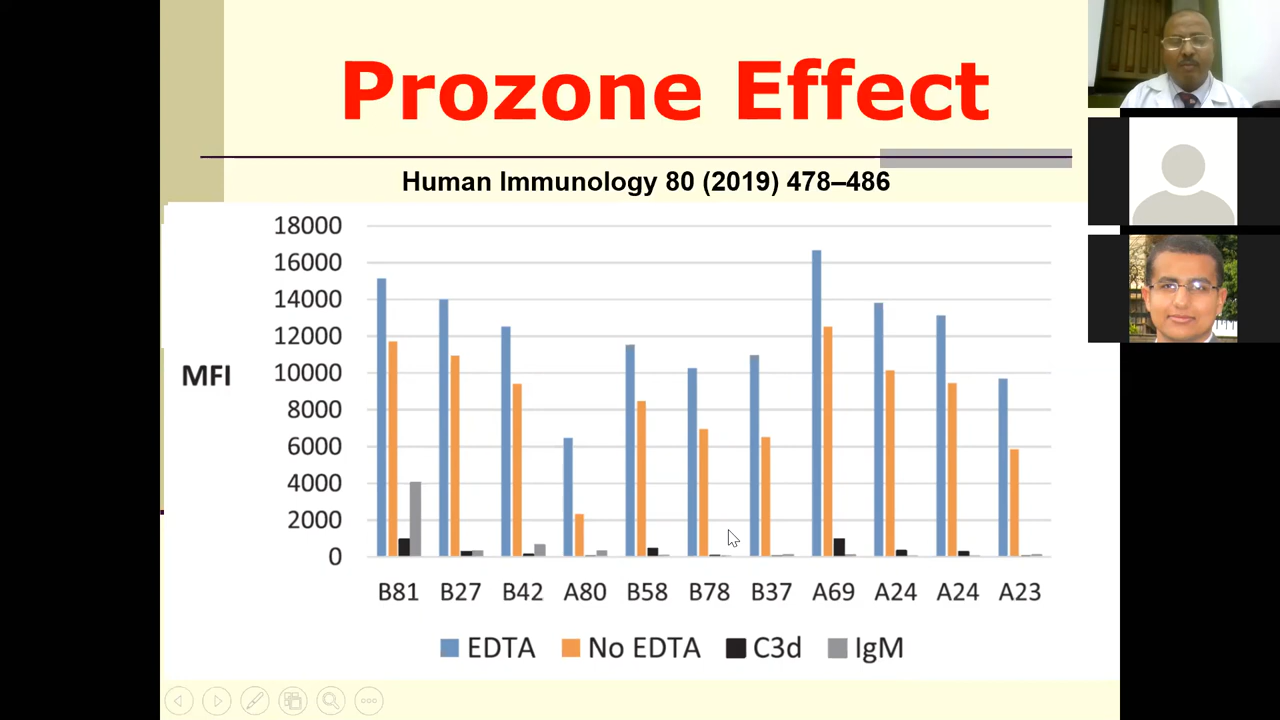 Prozone Effect
Human Immunology 80 (2019) 478–486
18000
16000
14000
12000
10000
8000
6000
4000
2000
0
MFI
B81 B27 B42 A80 B58 B78 B37 A69 A24 A24 A23
EDTA No EDTA C3d IgM